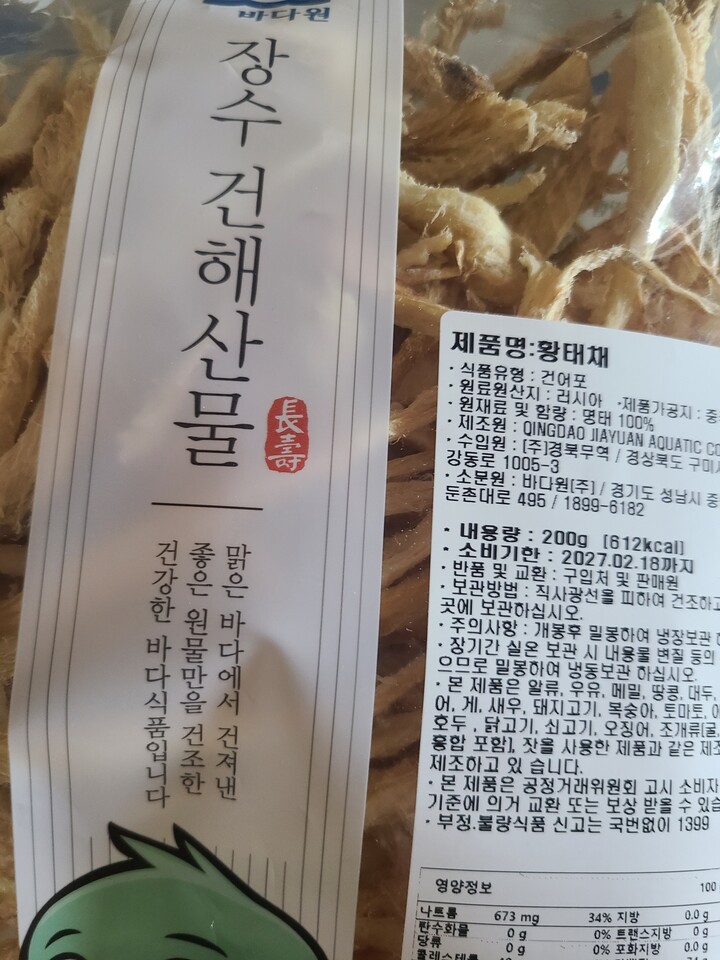 바다원
장수 건해산물
長壽
맑은 바다에서 건져낸
좋은 원물만을 건조한
건강한 바다식품입니다
제품명:황태채
· 식품유형 : 건어포
· 원료원산지 : 러시아 ·제품가공지 : 중
· 원재료 및 함량 : 명태 100%
· 제조원 : QINGDAO JIAYUAN AQUATIC CO
· 수입원 : [주]경북무역 / 경상북도 구미시
강동로 1005-3
· 소분원 : 바다원[주] / 경기도 성남시 중
둔촌대로 495 / 1899-6182
· 내용량 : 200g [612kcal]
· 소비기한 : 2027.02.18까지
· 반품 및 교환 : 구입처 및 판매원
· 보관방법 : 직사광선을 피하여 건조하고
곳에 보관하십시오.
· 주의사항 : 개봉후 밀봉하여 냉장보관
· 장기간 실온 보관 시 내용물 변질 등의
으므로 밀봉하여 냉동보관 하십시오.
· 본 제품은 알류, 우유, 메밀, 땅콩, 대두,
어, 게, 새우, 돼지고기, 복숭아, 토마토,
호두 , 닭고기, 쇠고기, 오징어, 조개류[굴,
홍합 포함], 잣을 사용한 제품과 같은 제조
제조하고 있 습니다.
· 본 제품은 공정거래위원회 고시 소비자
기준에 의거 교환 또는 보상 받을 수 있습
· 부정.불량식품 신고는 국번없이 1399
영양정보 100
나트륨 673 mg 34% 지방 0.0 g
탄수화물 0 g 0% 트랜스지방 0 g
당류 0 g 0% 포화지방 0.0 g
콜레스테롤